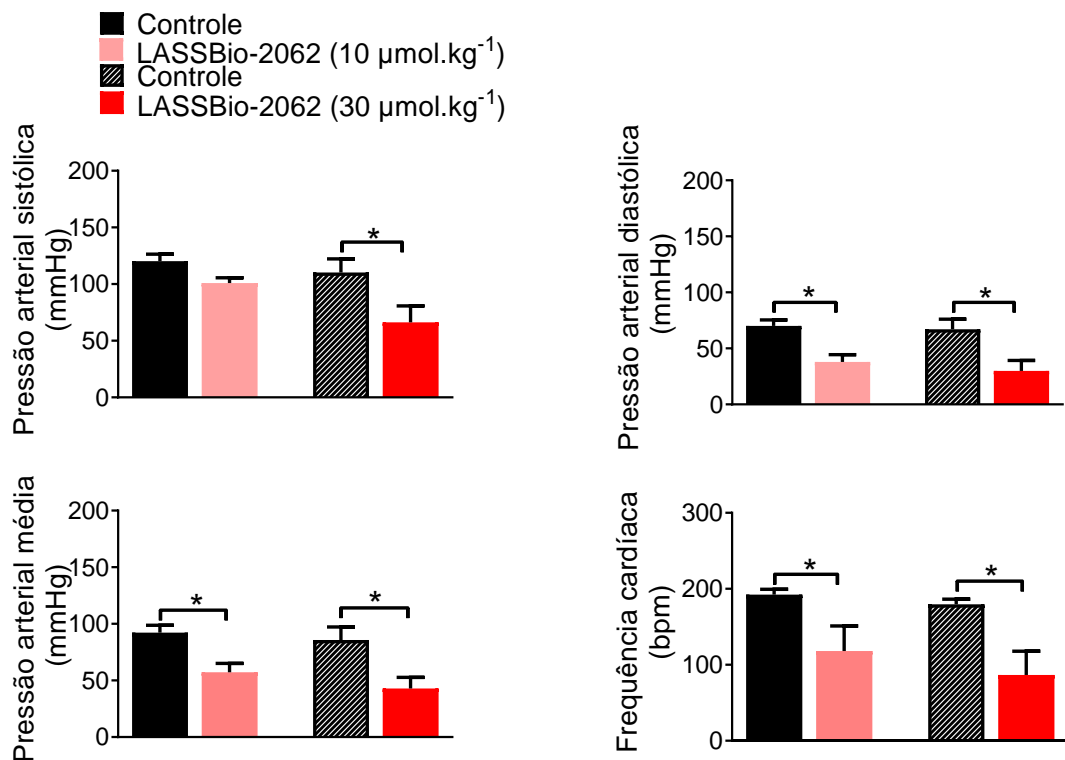 Controle
LASSBio-2062 (10 µmol.kg⁻¹)
Controle
LASSBio-2062 (30 µmol.kg⁻¹)
Pressão arterial sistólica
(mmHg)
200
150
100
50
0
*
Pressão arterial diastólica
(mmHg)
200
150
100
50
0
*
*
Pressão arterial média
(mmHg)
200
150
100
50
0
*
*
Frequência cardíaca
(bpm)
300
200
100
0
*
*